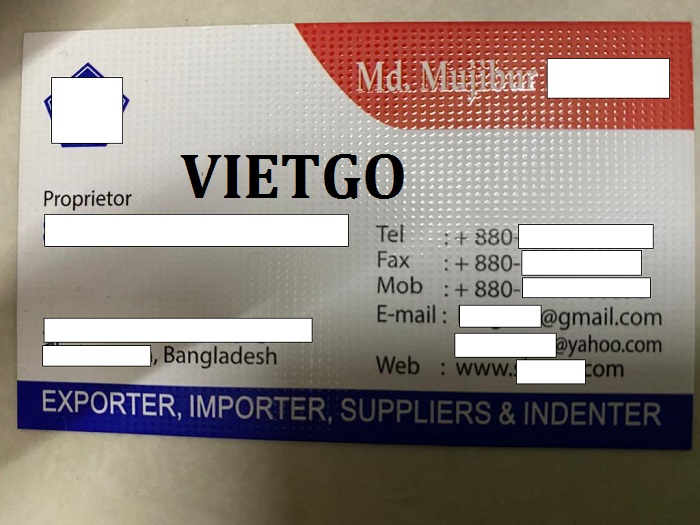 Md. Mujibur
VIETGO
Proprietor
Tel : + 880-
Fax : + 880-
Mob : + 880-
E-mail : @gmail.com
@yahoo.com
, Bangladesh
Web : www.s com
EXPORTER, IMPORTER, SUPPLIERS & INDENTER